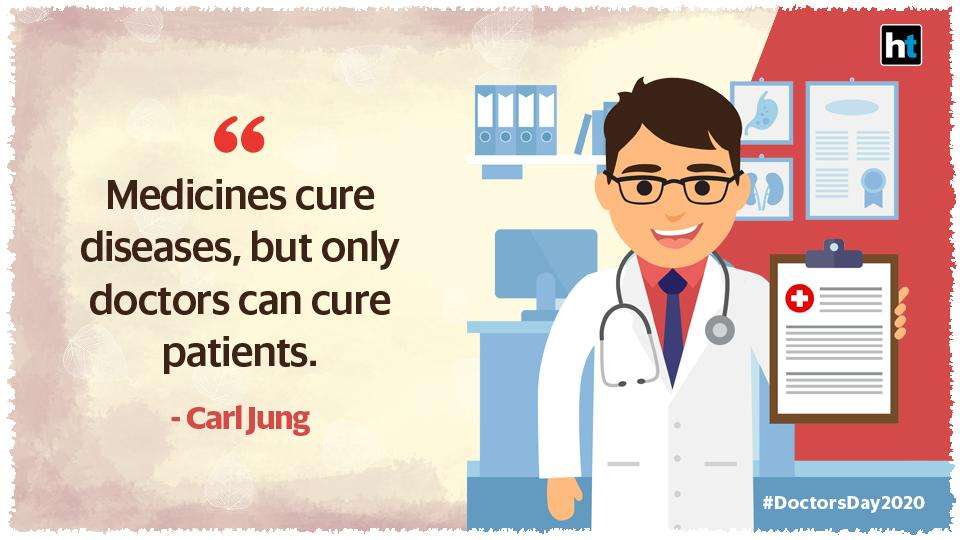 ht
“
Medicines cure
diseases, but only
doctors can cure
patients.
- Carl Jung
#DoctorsDay2020